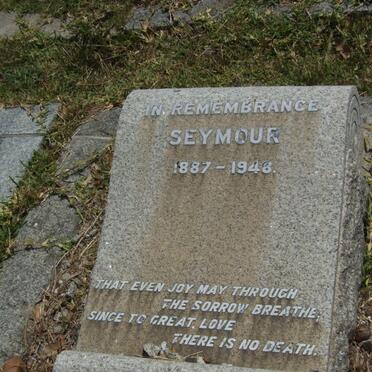 IN REMEMBRANCE
SEYMOUR
1887 - 1948.
THAT EVEN JOY MAY THROUGH
THE SORROW BREATHE,
SINCE TO GREAT LOVE
THERE IS NO DEATH.